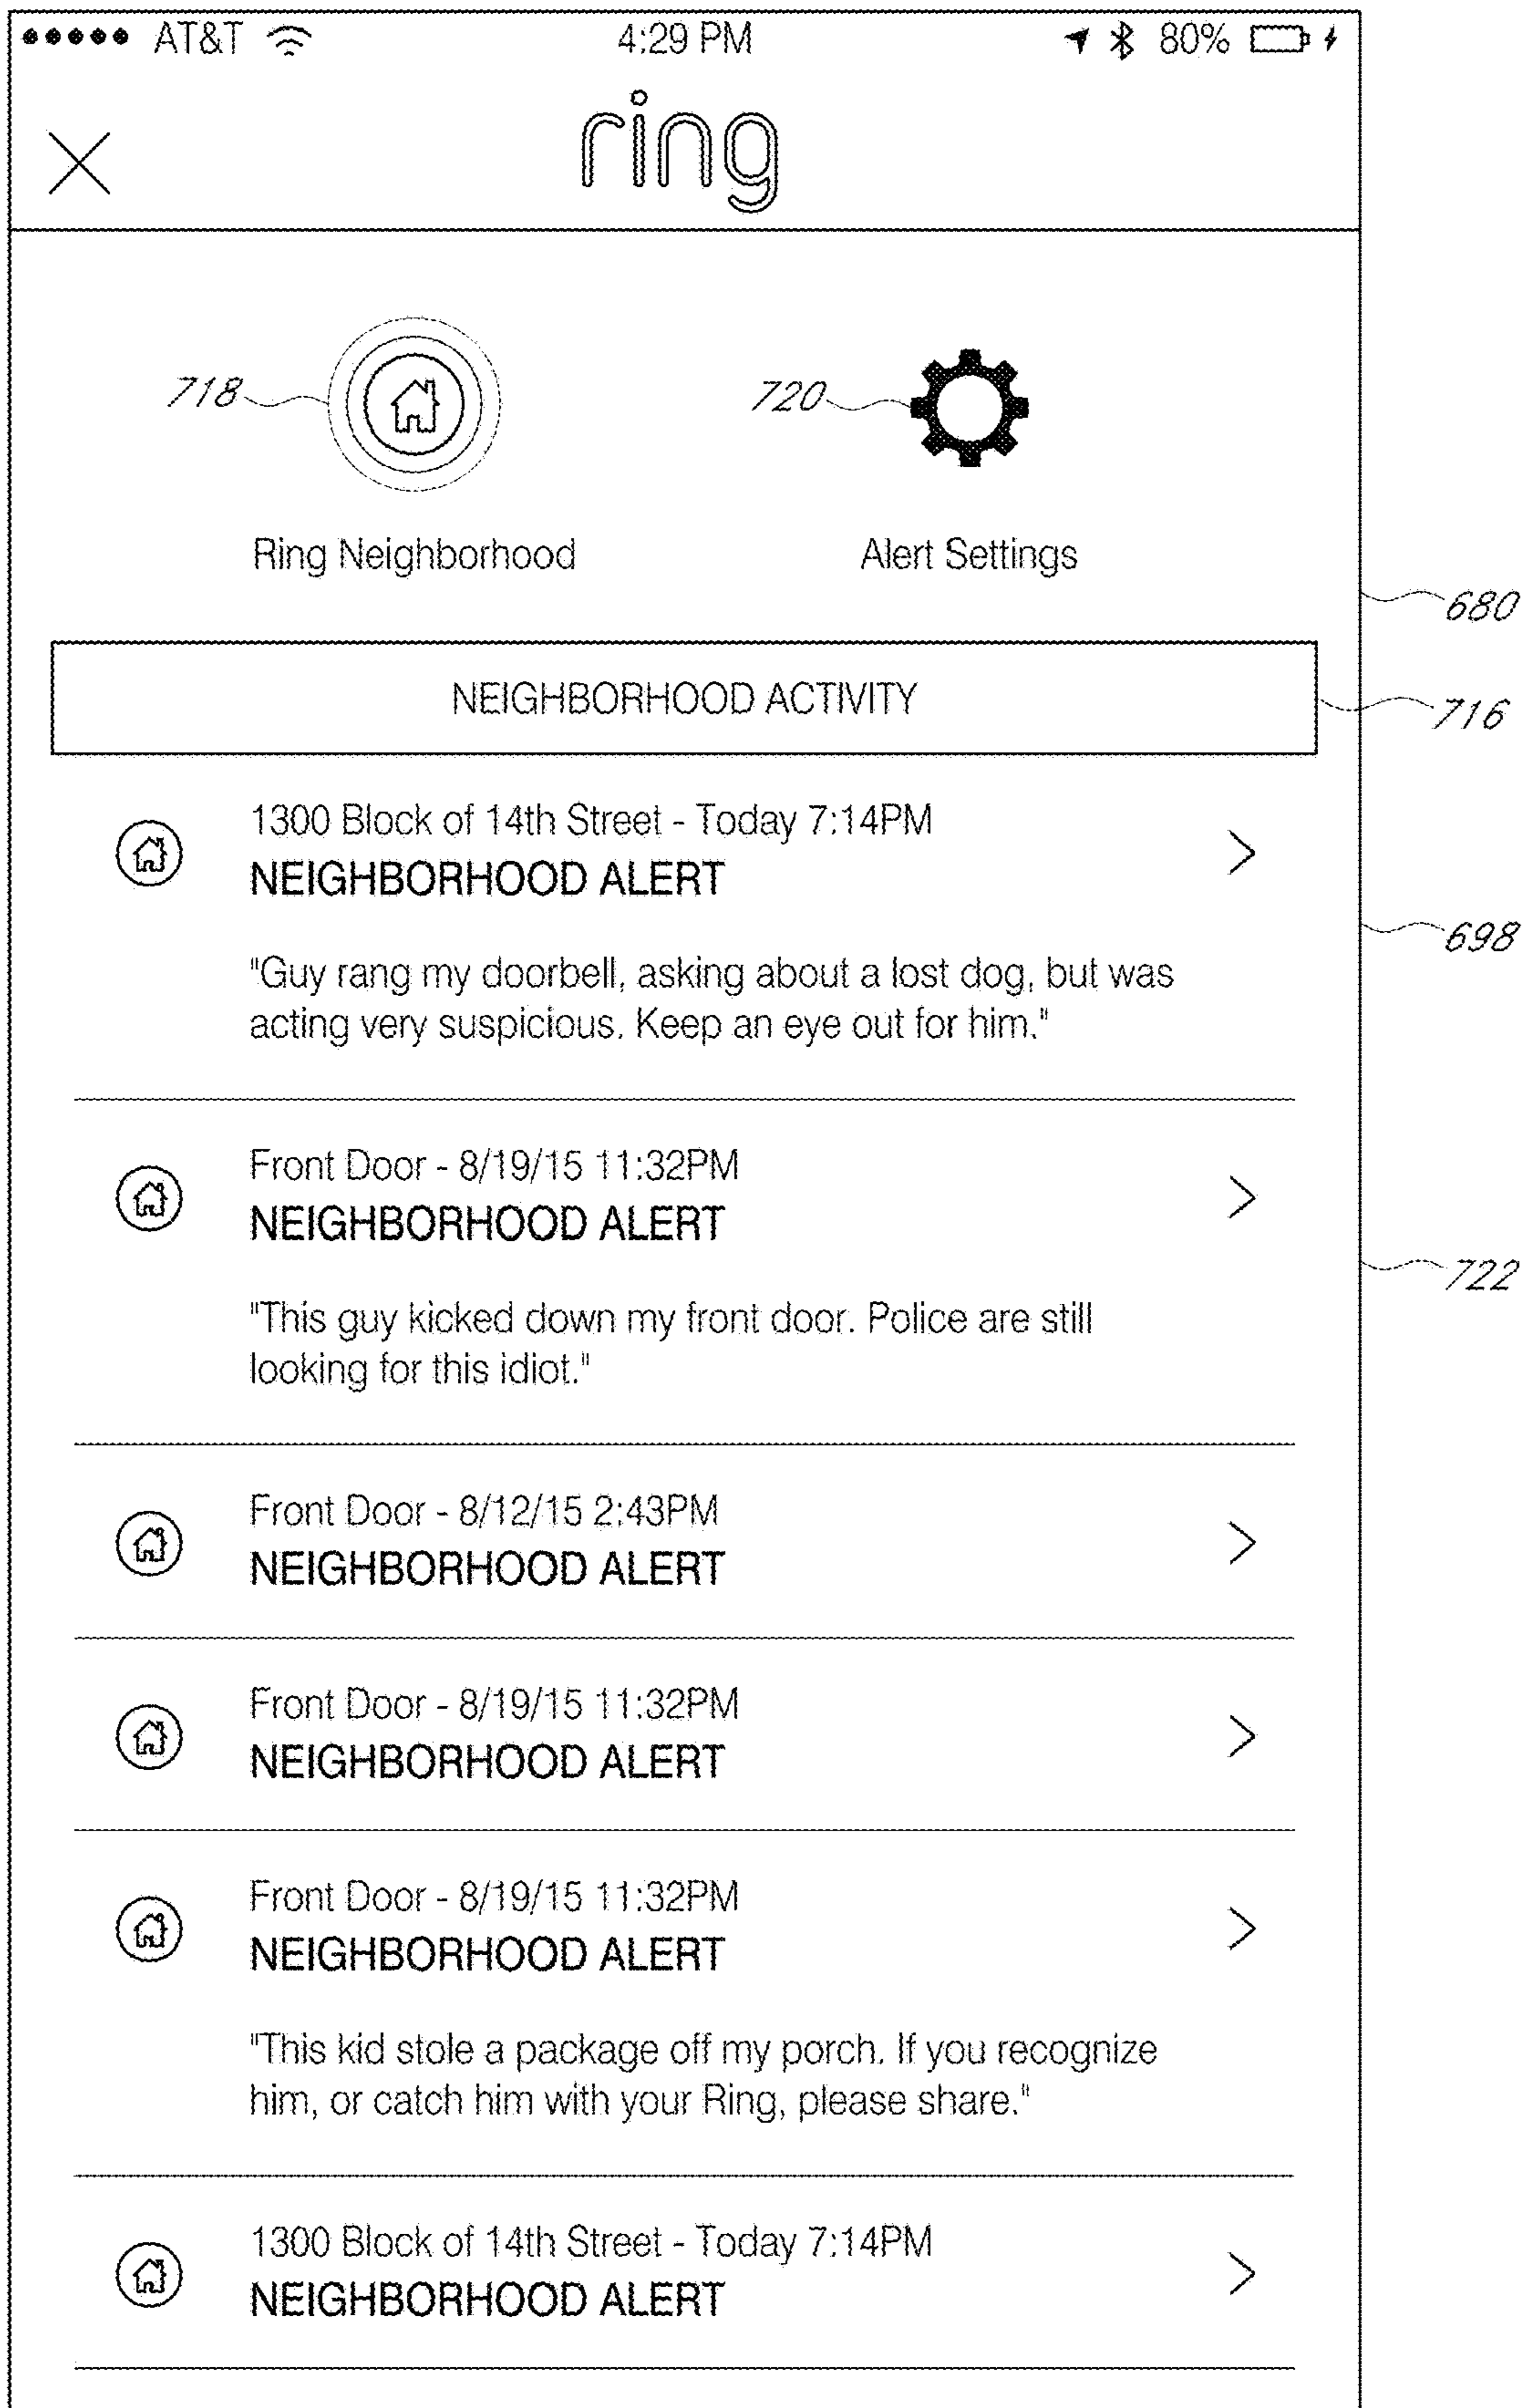 AT&T 4:29 PM 80%
ring
718 720
Ring Neighborhood Alert Settings
680
NEIGHBORHOOD ACTIVITY
716
1300 Block of 14th Street - Today 7:14PM
NEIGHBORHOOD ALERT
698
"Guy rang my doorbell, asking about a lost dog, but was
acting very suspicious. Keep an eye out for him."
Front Door - 8/19/15 11:32PM
NEIGHBORHOOD ALERT
722
"This guy kicked down my front door. Police are still
looking for this idiot."
Front Door - 8/12/15 2:43PM
NEIGHBORHOOD ALERT
Front Door - 8/19/15 11:32PM
NEIGHBORHOOD ALERT
Front Door - 8/19/15 11:32PM
NEIGHBORHOOD ALERT
"This kid stole a package off my porch. If you recognize
him, or catch him with your Ring, please share."
1300 Block of 14th Street - Today 7:14PM
NEIGHBORHOOD ALERT